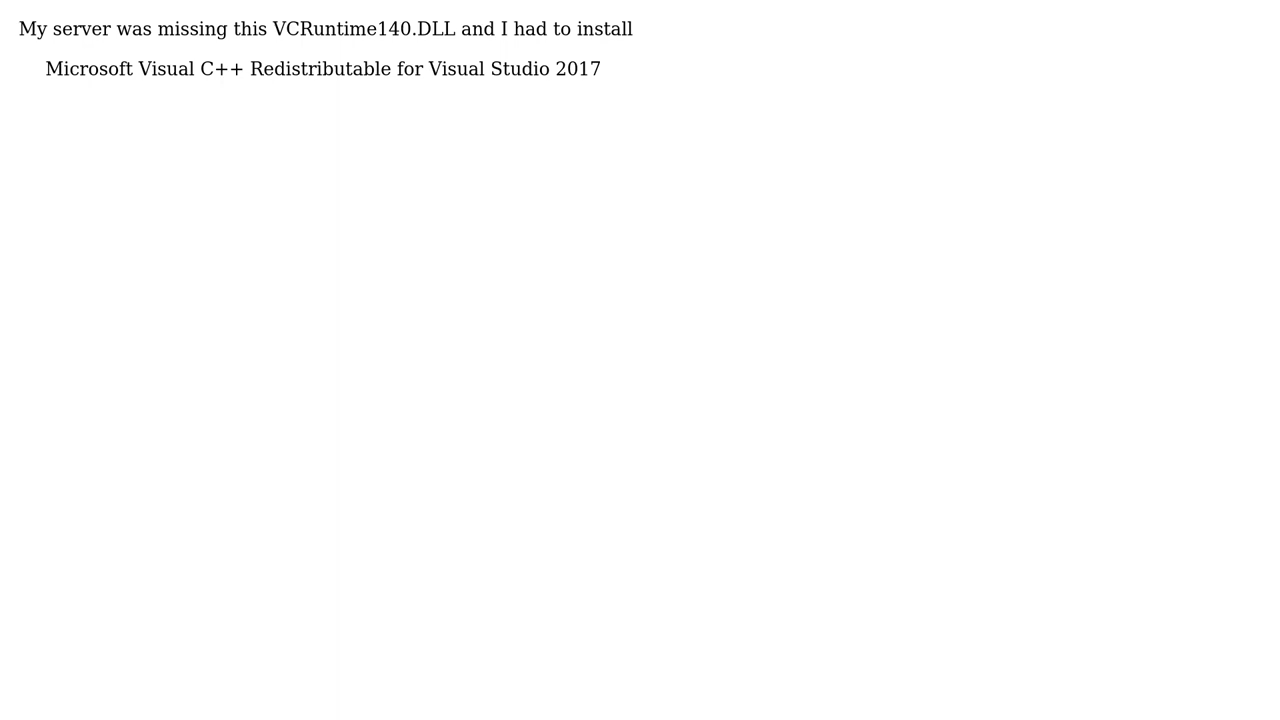 My server was missing this VCRuntime140.DLL and I had to install
Microsoft Visual C++ Redistributable for Visual Studio 2017